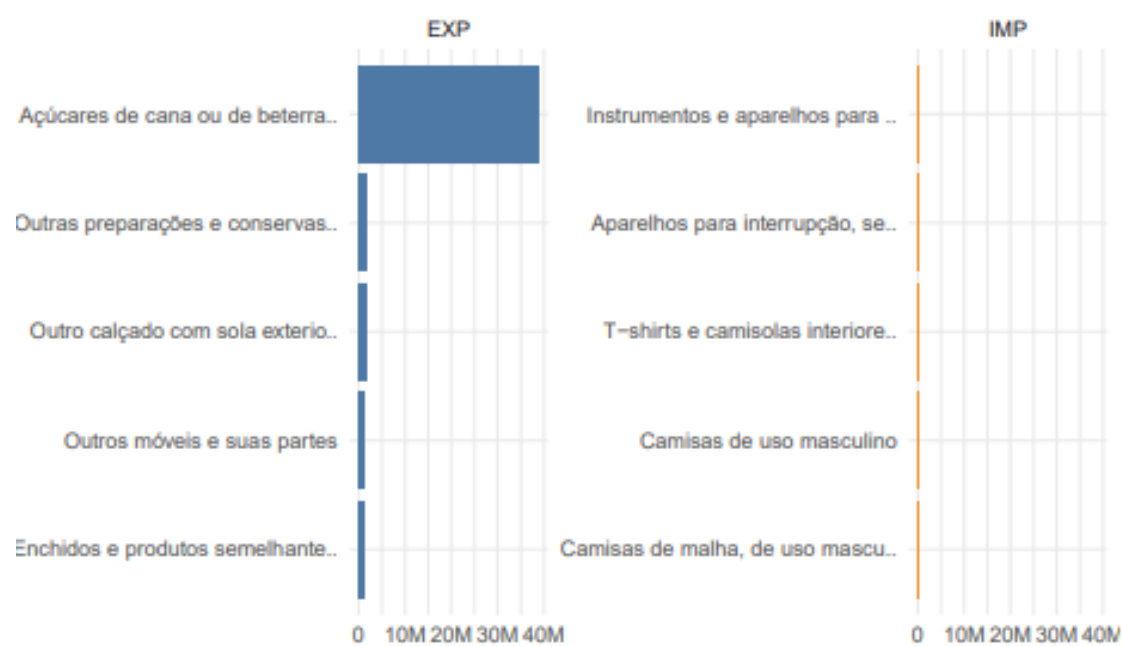 EXP
Açúcares de cana ou de beterra..
Outras preparações e conservas..
Outro calçado com sola exterio..
Outros móveis e suas partes
Enchidos e produtos semelhante..
0 10M 20M 30M 40M
IMP
Instrumentos e aparelhos para ..
Aparelhos para interrupção, se..
T-shirts e camisolas interiore..
Camisas de uso masculino
Camisas de malha, de uso mascu..
0 10M 20M 30M 40M